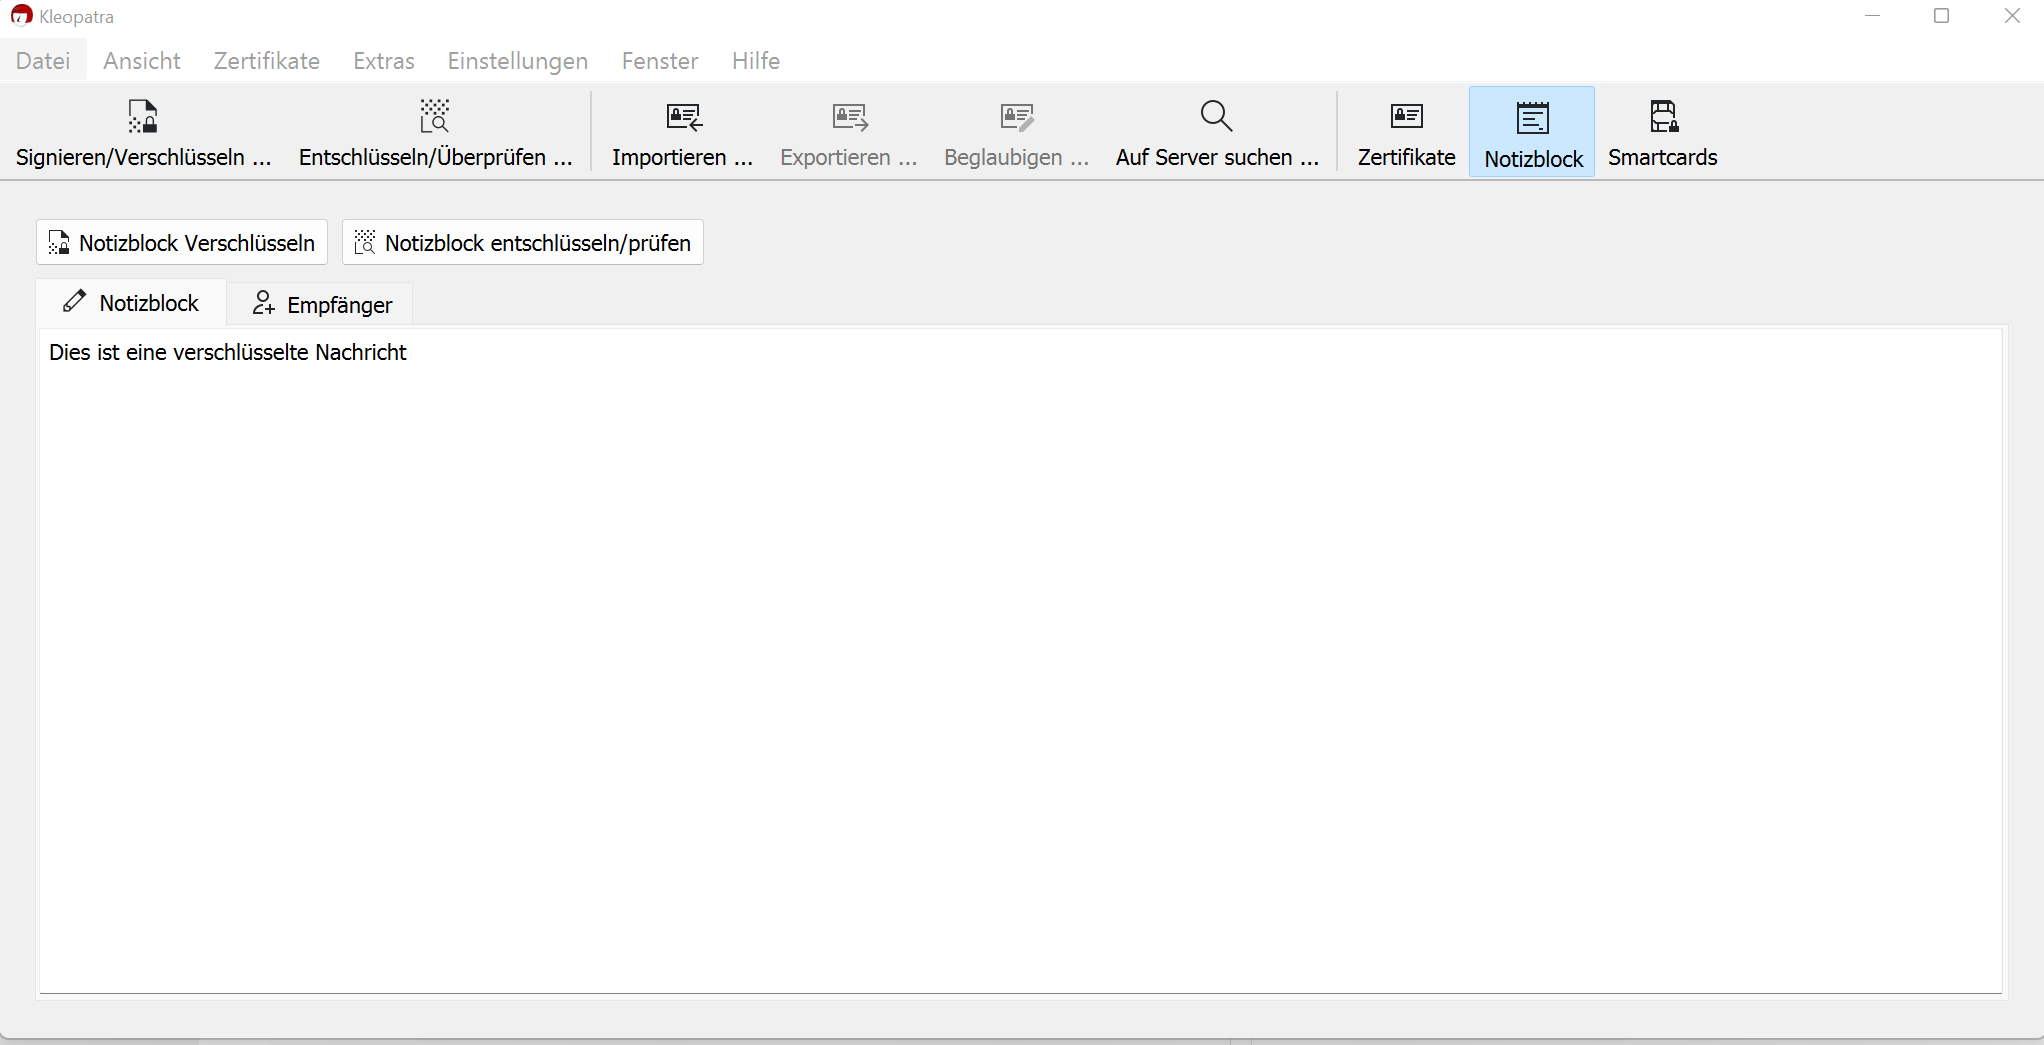 Kleopatra
Datei Ansicht Zertifikate Extras Einstellungen Fenster Hilfe
Signieren/Verschlüsseln ... Entschlüsseln/Überprüfen ... Importieren ... Exportieren ... Beglaubigen ... Auf Server suchen ... Zertifikate Notizblock Smartcards
Notizblock Verschlüsseln Notizblock entschlüsseln/prüfen
Notizblock Empfänger
Dies ist eine verschlüsselte Nachricht